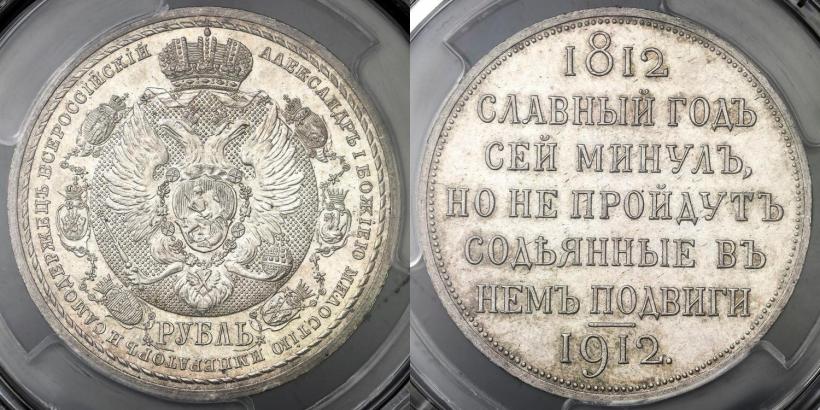 АЛЕКСАНДРЪ I БОЖІЕЮ МИЛОСТІЮ ИМПЕРАТОРЪ И САМОДЕРЖЕЦЪ ВСЕРОССІЙСКІЙ
РУБЛЬ
1812
СЛАВНЫЙ ГОДЪ
СЕЙ МИНУЛЪ,
НО НЕ ПРОЙДУТЪ
СОДѢЯННЫЕ ВЪ
НЕМЪ ПОДВИГИ
1912.